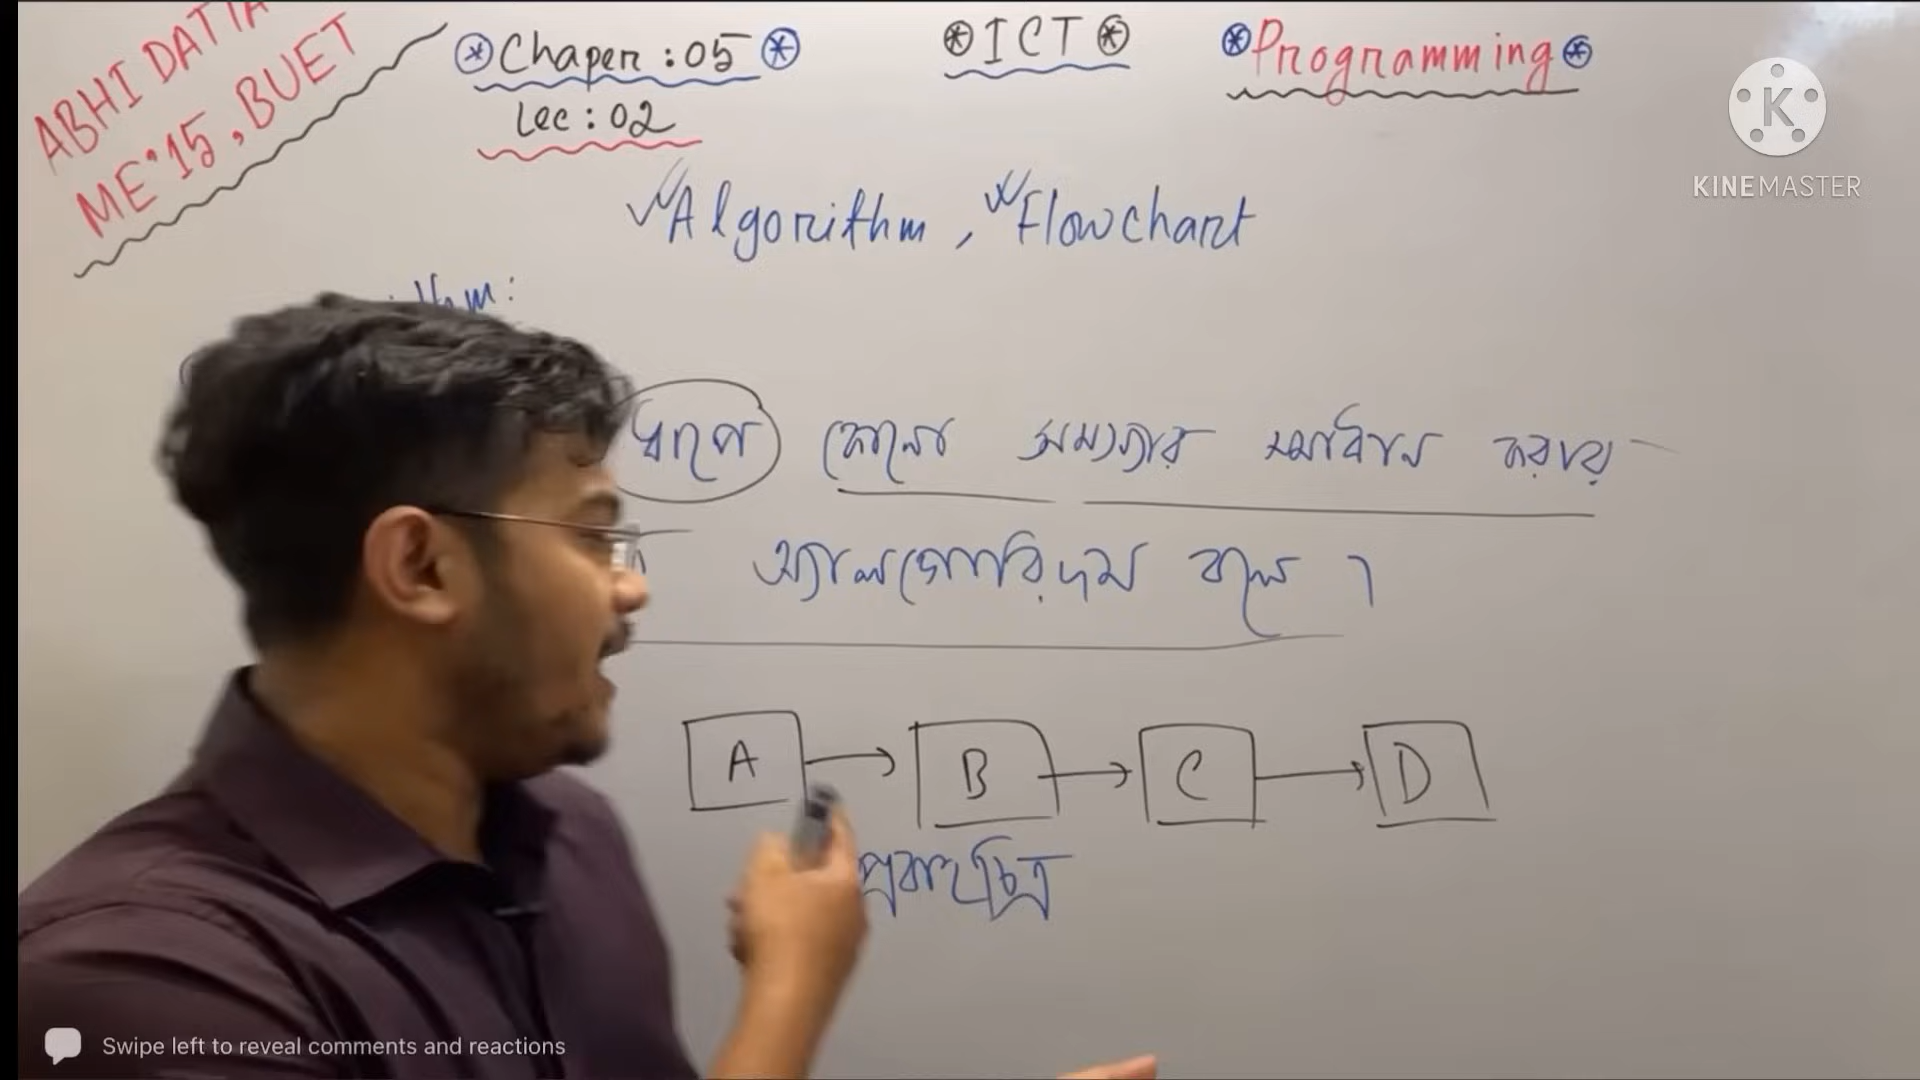 ABHI DATTA
ME'15, BUET
Chapen : 05
ICT
Programming
Lec : 02
Algorithm, Flowchart
ithm:
ধাপে কোনো সমস্যার সমাধান করার
অ্যালগোরিদম বলে ।
A B C D
প্রবাহচিত্র
KINEMASTER
Swipe left to reveal comments and reactions